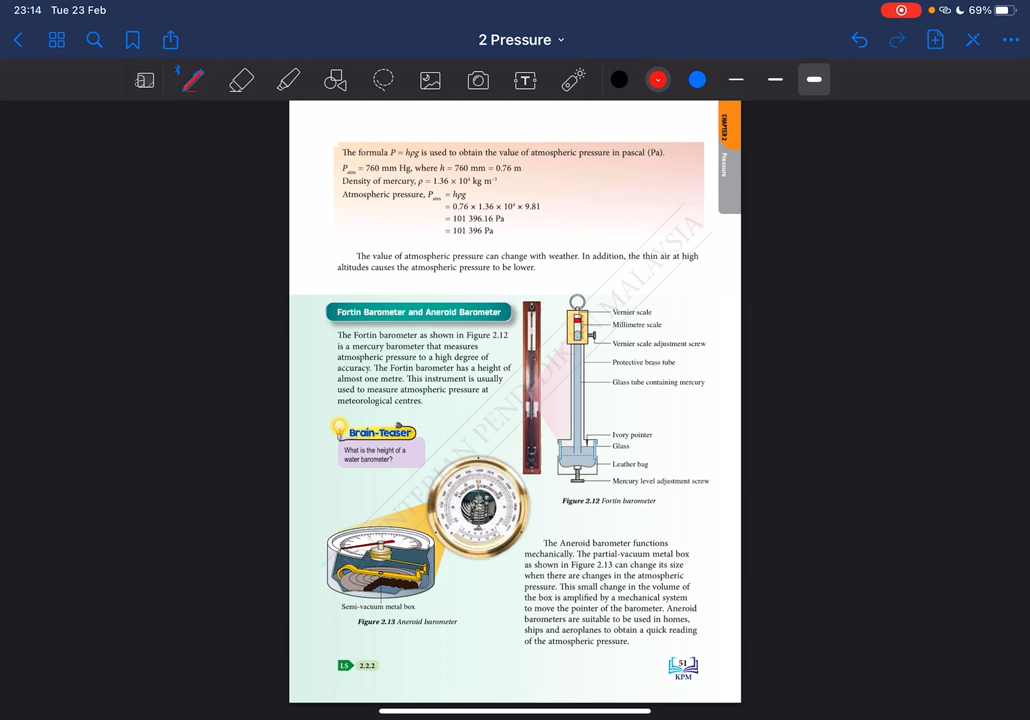 23:14 Tue 23 Feb
69%
2 Pressure
T
CHAPTER 2
Pressure
The formula P = hρg is used to obtain the value of atmospheric pressure in pascal (Pa).
Patm = 760 mm Hg, where h = 760 mm = 0.76 m
Density of mercury, ρ = 1.36 × 10⁴ kg m⁻³
Atmospheric pressure, Patm = hρg
= 0.76 × 1.36 × 10⁴ × 9.81
= 101 396.16 Pa
= 101 396 Pa
The value of atmospheric pressure can change with weather. In addition, the thin air at high
altitudes causes the atmospheric pressure to be lower.
Fortin Barometer and Aneroid Barometer
The Fortin barometer as shown in Figure 2.12
is a mercury barometer that measures
atmospheric pressure to a high degree of
accuracy. The Fortin barometer has a height of
almost one metre. This instrument is usually
used to measure atmospheric pressure at
meteorological centres.
Brain-Teaser
What is the height of a
water barometer?
Vernier scale
Millimetre scale
Vernier scale adjustment screw
Protective brass tube
Glass tube containing mercury
Ivory pointer
Glass
Leather bag
Mercury level adjustment screw
Figure 2.12 Fortin barometer
Semi-vacuum metal box
Figure 2.13 Aneroid barometer
The Aneroid barometer functions
mechanically. The partial-vacuum metal box
as shown in Figure 2.13 can change its size
when there are changes in the atmospheric
pressure. This small change in the volume of
the box is amplified by a mechanical system
to move the pointer of the barometer. Aneroid
barometers are suitable to be used in homes,
ships and aeroplanes to obtain a quick reading
of the atmospheric pressure.
LS 2.2.2
51
KPM